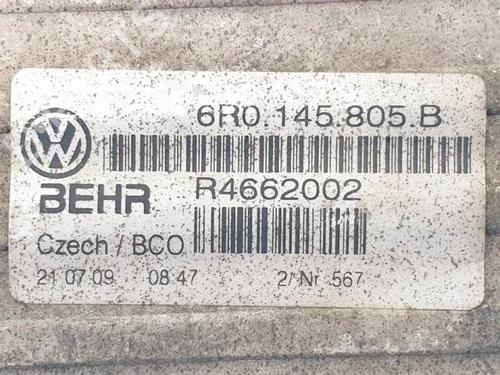 6R0.145.805.B
BEHR
R4662002
Czech / BCO
21.07.09 08:47 2/ Nr 567